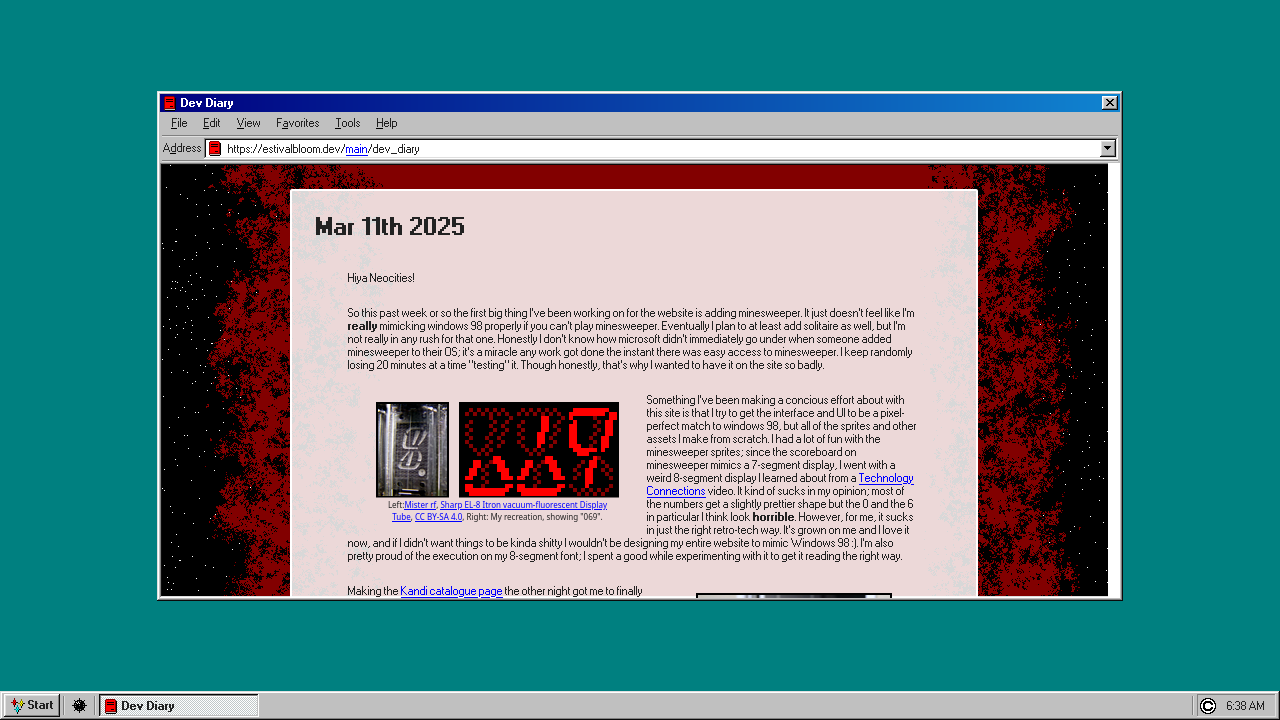 Dev Diary
File Edit View Favorites Tools Help
Address https://estivalbloom.dev/main/dev_diary
Mar 11th 2025
Hiya Neocities!
So this past week or so the first big thing I've been working on for the website is adding minesweeper. It just doesn't feel like I'm
really mimicking windows 98 properly if you can't play minesweeper. Eventually I plan to at least add solitaire as well, but I'm
not really in any rush for that one. Honestly I don't know how microsoft didn't immediately go under when someone added
minesweeper to their OS, it's a miracle any work got done the instant there was easy access to minesweeper. I keep randomly
losing 20 minutes at a time "testing" it. Though honestly, that's why I wanted to have it on the site so badly.
Left:Mister rf, Sharp EL-8 Itron vacuum-fluorescent Display
Tube, CC BY-SA 4.0. Right: My recreation, showing "069".
Something I've been making a concious effort about with
this site is that I try to get the interface and UI to be a pixel-
perfect match to windows 98, but all of the sprites and other
assets I make from scratch. I had a lot of fun with the
minesweeper sprites; since the scoreboard on
minesweeper mimics a 7-segment display, I went with a
weird 8-segment display I learned about from a Technology
Connections video. It kind of sucks in my opinion; most of
the numbers get a slightly prettier shape but the 0 and the 6
in particular I think look horrible. However, for me, it sucks
in just the right retro-tech way. It's grown on me and I love it
now, and if I didn't want things to be kinda shitty I wouldn't be designing my entire website to mimic Windows 98 :). I'm also
pretty proud of the execution on my 8-segment font; I spent a good while experimenting with it to get it reading the right way.
Making the Kandi catalogue page the other night got me to finally
Start Dev Diary 6:38 AM